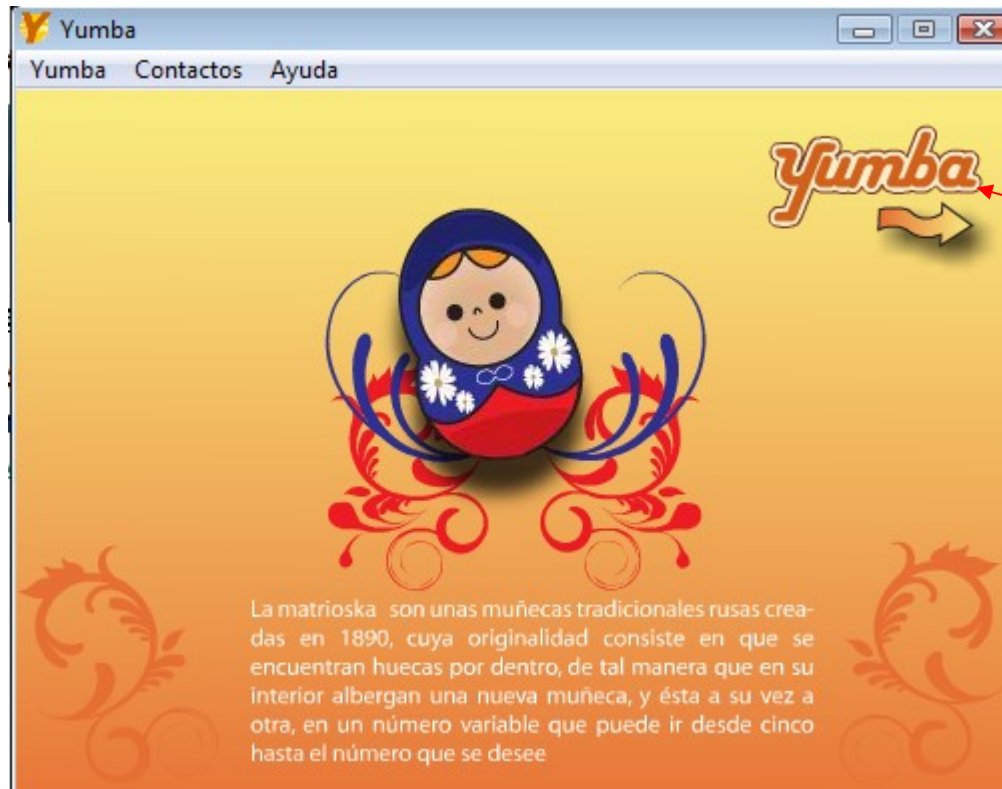 Yumba
Yumba Contactos Ayuda
Yumba
La matrioska son unas muñecas tradicionales rusas crea-
das en 1890, cuya originalidad consiste en que se
encuentran huecas por dentro, de tal manera que en su
interior albergan una nueva muñeca, y ésta a su vez a
otra, en un número variable que puede ir desde cinco
hasta el número que se desee